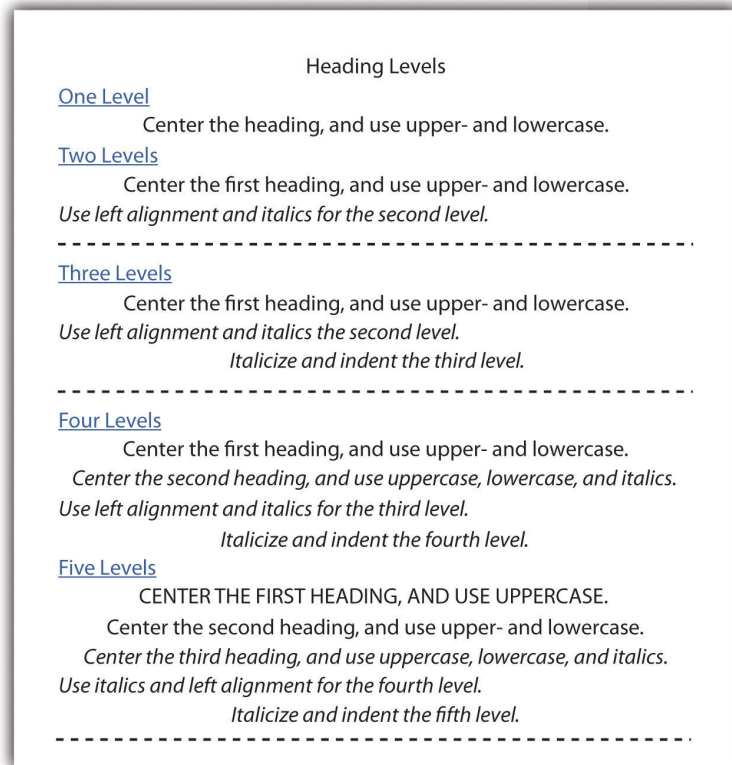 Heading Levels
One Level
Center the heading, and use upper- and lowercase.
Two Levels
Center the first heading, and use upper- and lowercase.
Use left alignment and italics for the second level.
Three Levels
Center the first heading, and use upper- and lowercase.
Use left alignment and italics the second level.
Italicize and indent the third level.
Four Levels
Center the first heading, and use upper- and lowercase.
Center the second heading, and use uppercase, lowercase, and italics.
Use left alignment and italics for the third level.
Italicize and indent the fourth level.
Five Levels
CENTER THE FIRST HEADING, AND USE UPPERCASE.
Center the second heading, and use upper- and lowercase.
Center the third heading, and use uppercase, lowercase, and italics.
Use italics and left alignment for the fourth level.
Italicize and indent the fifth level.